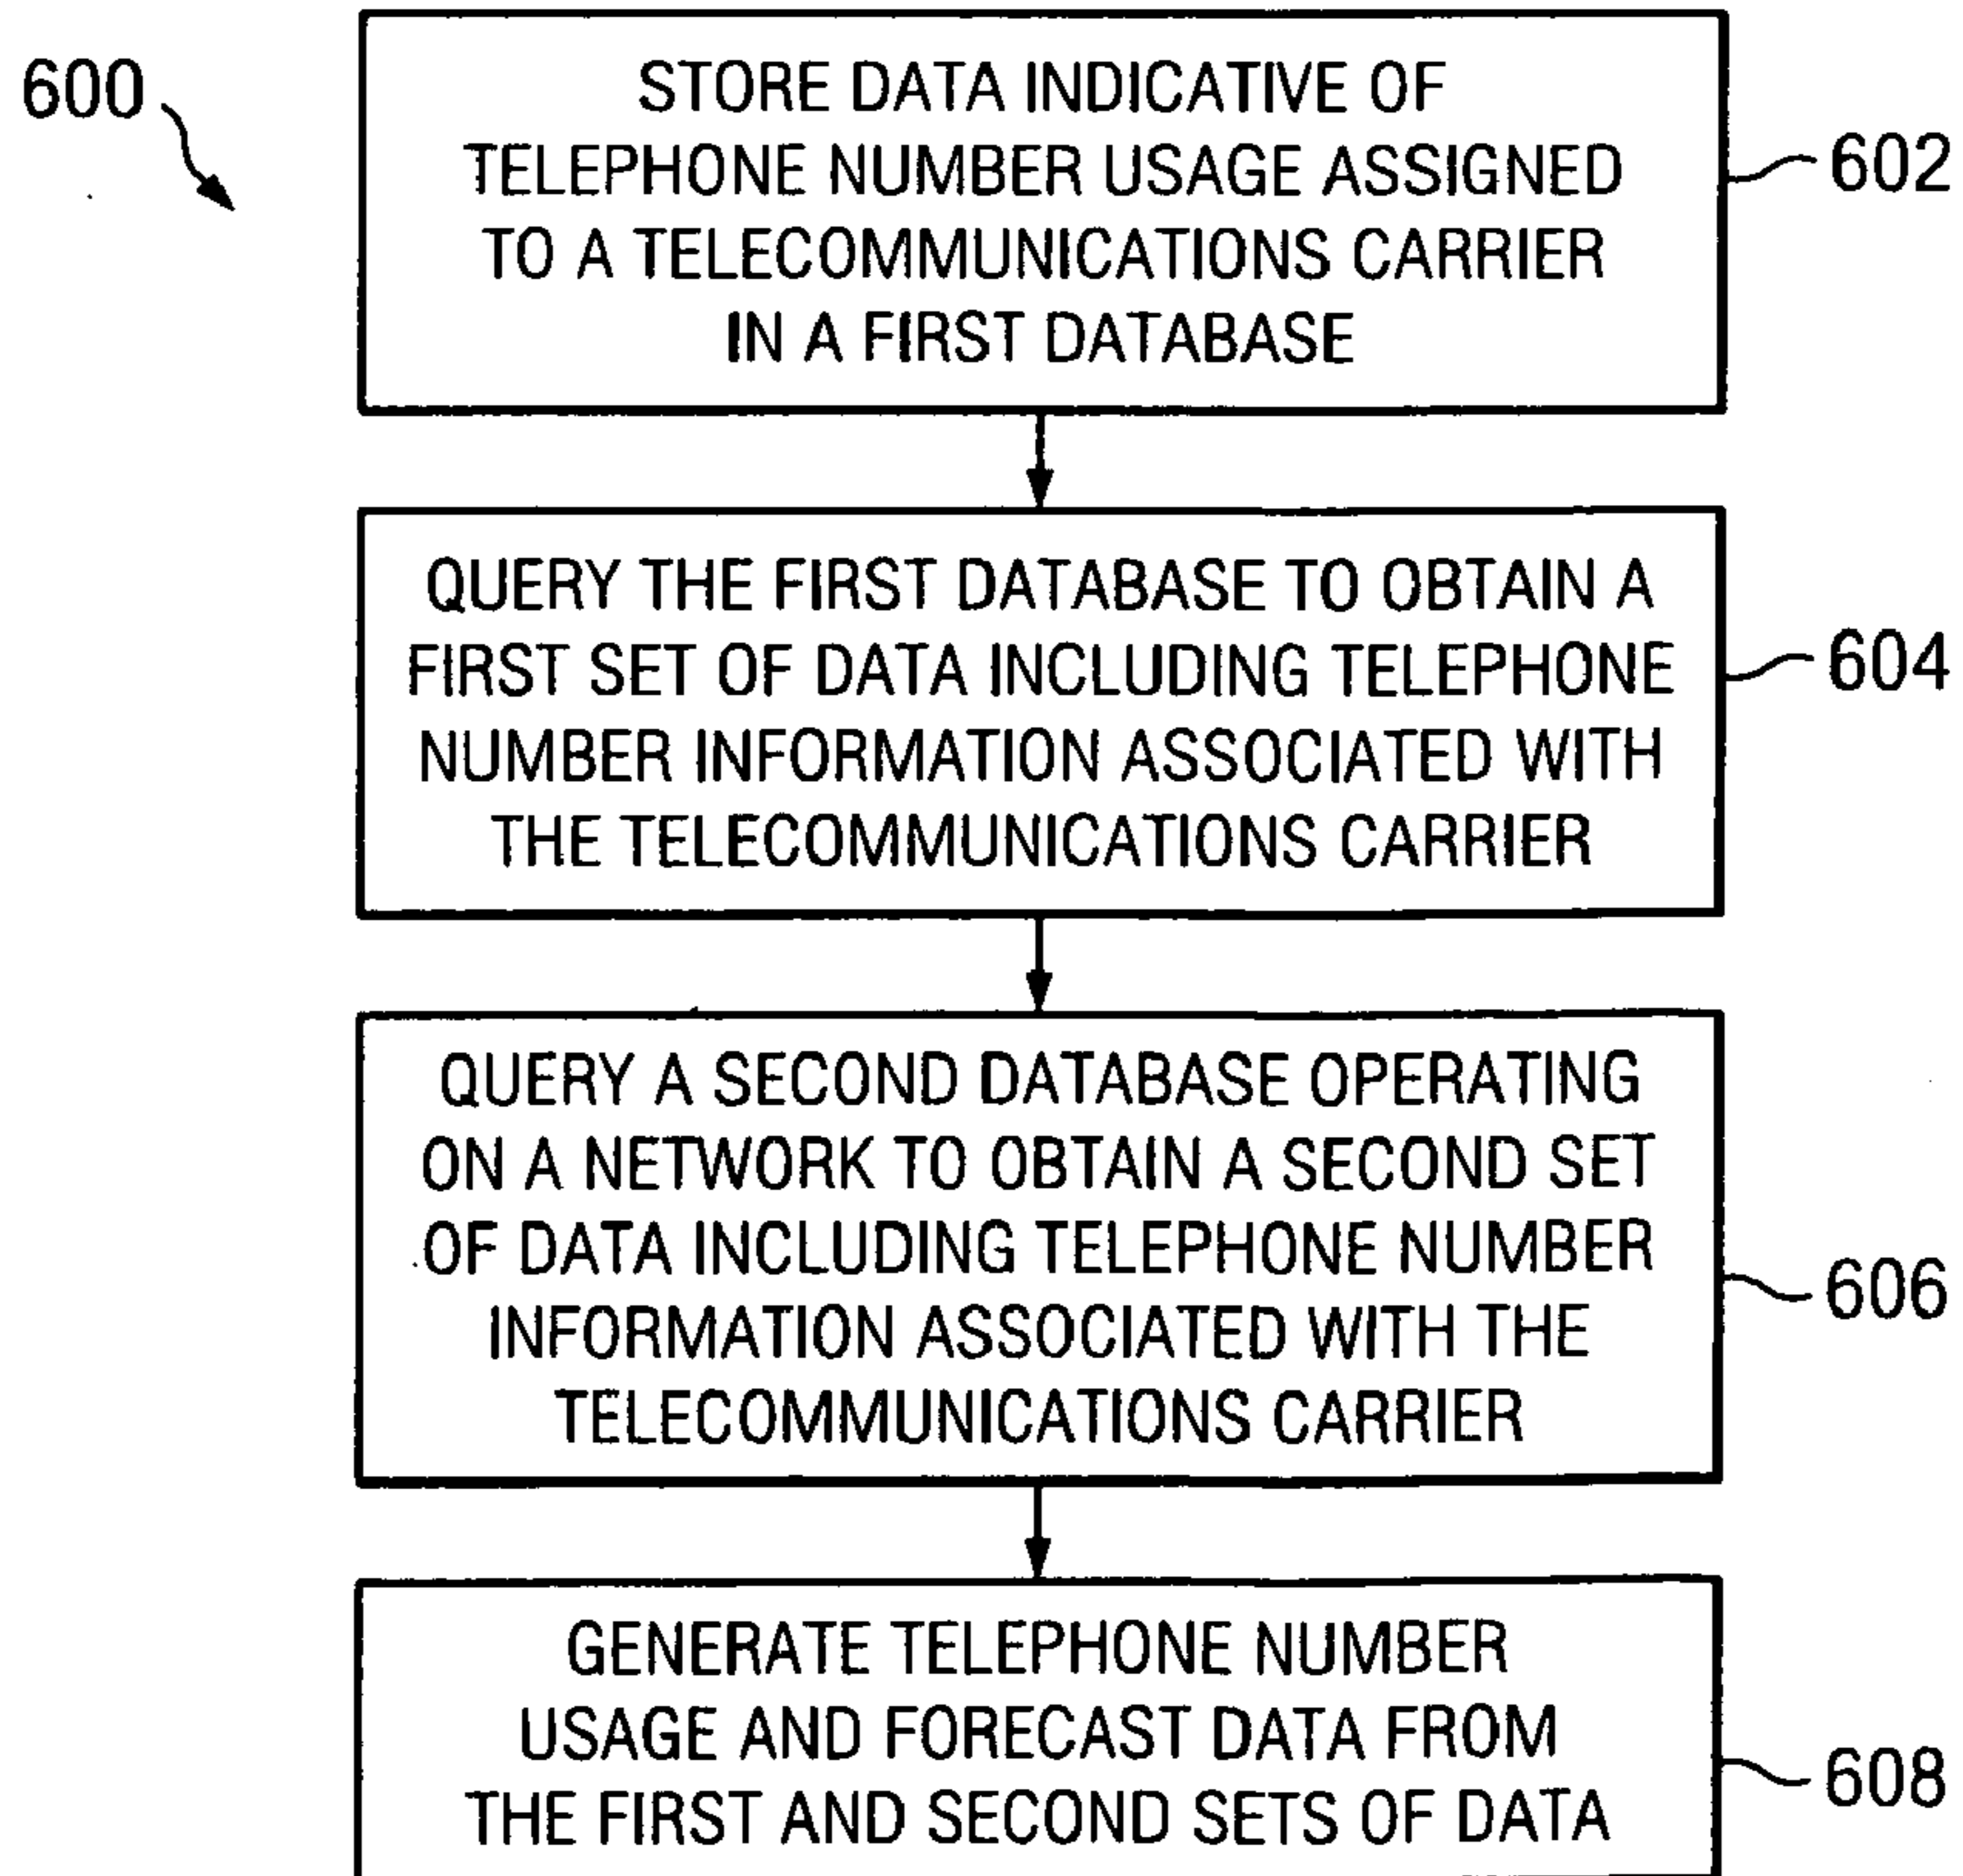 600
STORE DATA INDICATIVE OF
TELEPHONE NUMBER USAGE ASSIGNED
TO A TELECOMMUNICATIONS CARRIER
IN A FIRST DATABASE
602
QUERY THE FIRST DATABASE TO OBTAIN A
FIRST SET OF DATA INCLUDING TELEPHONE
NUMBER INFORMATION ASSOCIATED WITH
THE TELECOMMUNICATIONS CARRIER
604
QUERY A SECOND DATABASE OPERATING
ON A NETWORK TO OBTAIN A SECOND SET
OF DATA INCLUDING TELEPHONE NUMBER
INFORMATION ASSOCIATED WITH THE
TELECOMMUNICATIONS CARRIER
606
GENERATE TELEPHONE NUMBER
USAGE AND FORECAST DATA FROM
THE FIRST AND SECOND SETS OF DATA
608